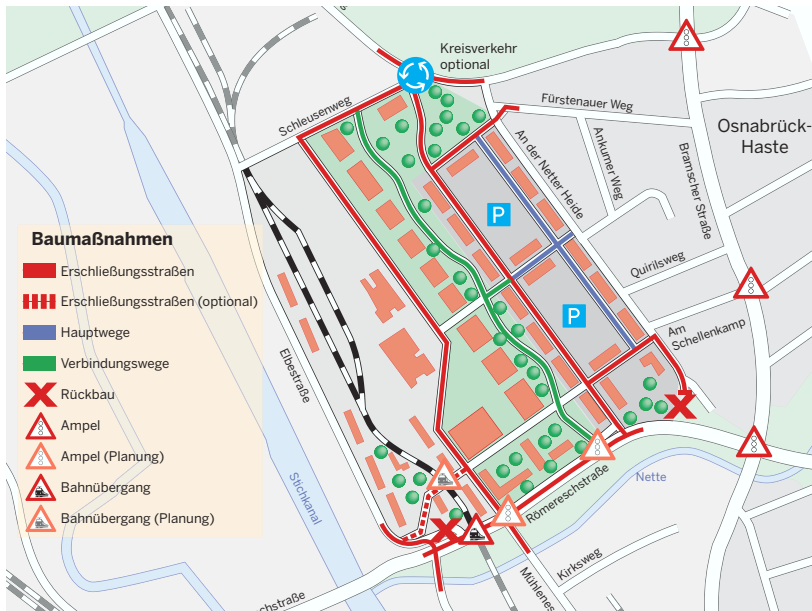 Kreisverkehr
optional
Schleusenweg
Fürstenauer Weg
Osnabrück-
Haste
An der Netter Heide
Ankumer Weg
Bramscher Straße
P
Quirilsweg
P
Am
Schellenkamp
Baumaßnahmen
Erschließungsstraßen
Erschließungsstraßen (optional)
Hauptwege
Verbindungswege
Rückbau
Ampel
Ampel (Planung)
Bahnübergang
Bahnübergang (Planung)
Elbestraße
Stichkanal
Römereschstraße
Nette
Kirksweg
Mühlenes
schstraße